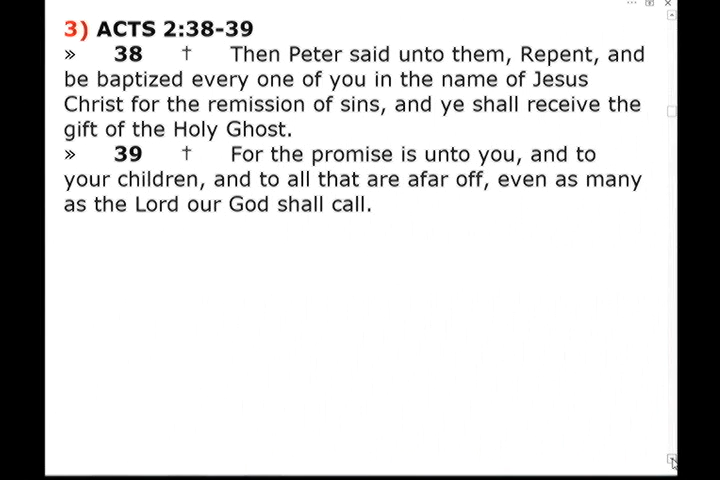 3) ACTS 2:38-39
» 38 † Then Peter said unto them, Repent, and
be baptized every one of you in the name of Jesus
Christ for the remission of sins, and ye shall receive the
gift of the Holy Ghost.
» 39 † For the promise is unto you, and to
your children, and to all that are afar off, even as many
as the Lord our God shall call.